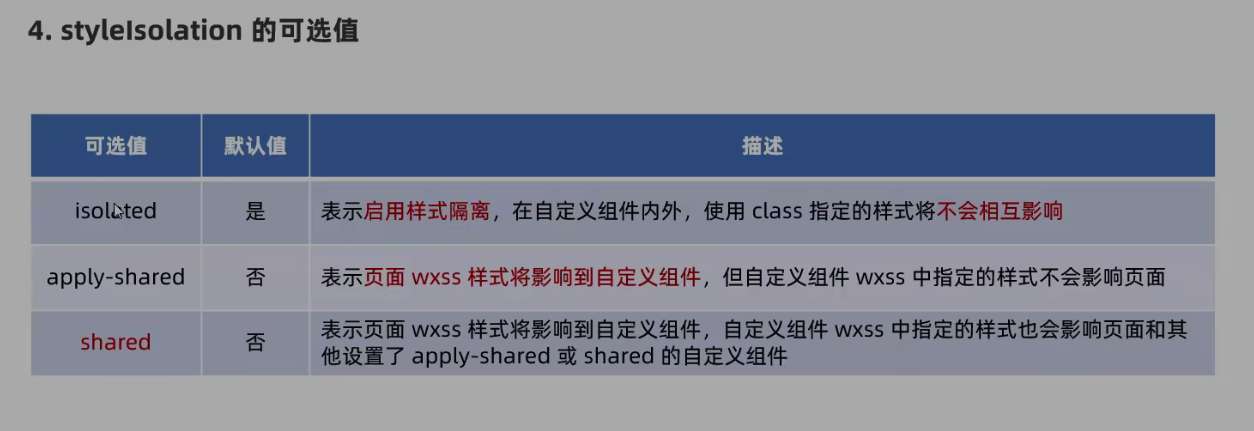 4. styleIsolation 的可选值
可选值 默认值 描述
isolated 是 表示启用样式隔离，在自定义组件内外，使用 class 指定的样式将不会相互影响
apply-shared 否 表示页面 wxss 样式将影响到自定义组件，但自定义组件 wxss 中指定的样式不会影响页面
shared 否 表示页面 wxss 样式将影响到自定义组件，自定义组件 wxss 中指定的样式也会影响页面和其
他设置了 apply-shared 或 shared 的自定义组件